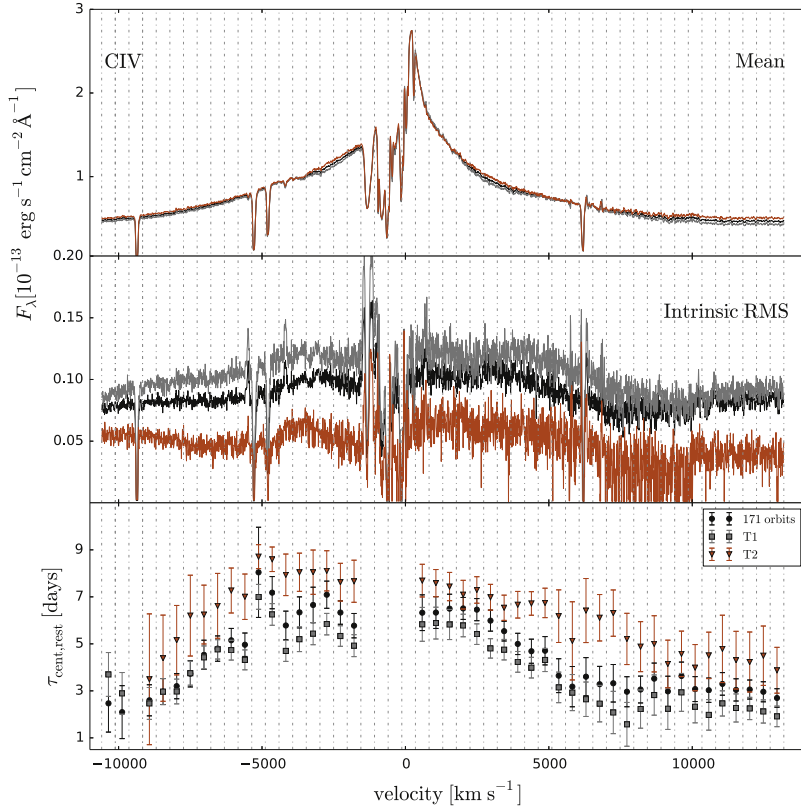 3
CIV
Mean
2
1
F_λ[10⁻¹³ erg s⁻¹ cm⁻² Å⁻¹]
0.20
Intrinsic RMS
0.15
0.10
0.05
171 orbits
T1
T2
9
7
5
3
1
τ_cent,rest [days]
−10000 −5000 0 5000 10000
velocity [km s⁻¹]